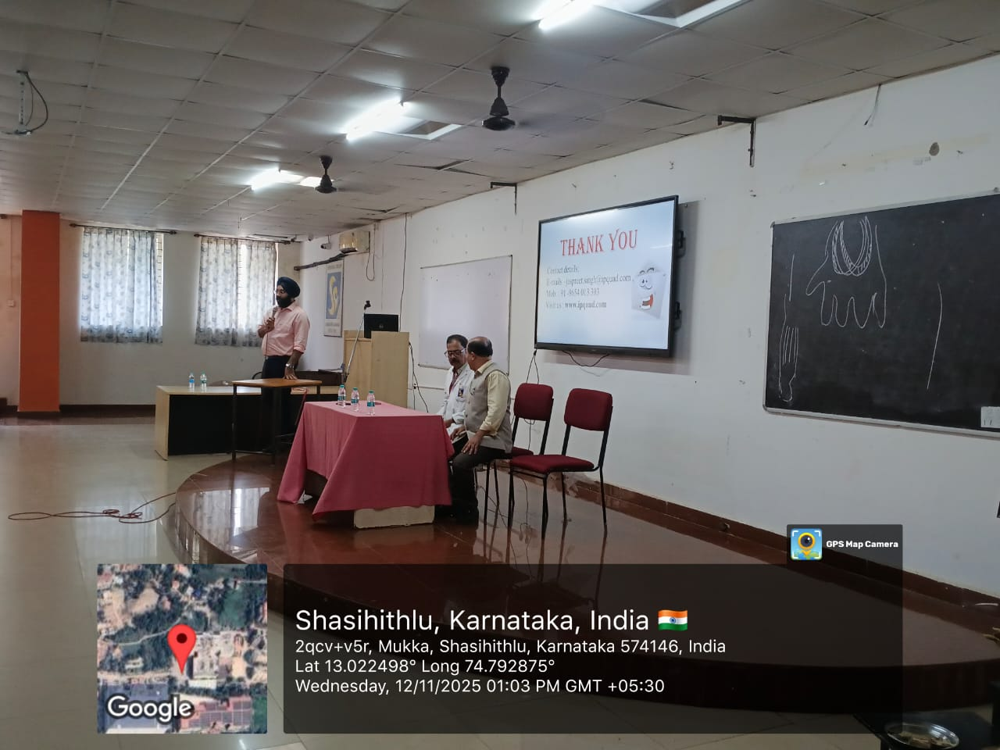 THANK YOU
Contact details:
E-mails - jaspreet.singh@ipquad.com
Mob. : 91-9654 013 303
Visit us : www.ipquad.com
GPS Map Camera
Google
Shasihithlu, Karnataka, India 🇮🇳
2qcv+v5r, Mukka, Shasihithlu, Karnataka 574146, India
Lat 13.022498° Long 74.792875°
Wednesday, 12/11/2025 01:03 PM GMT +05:30